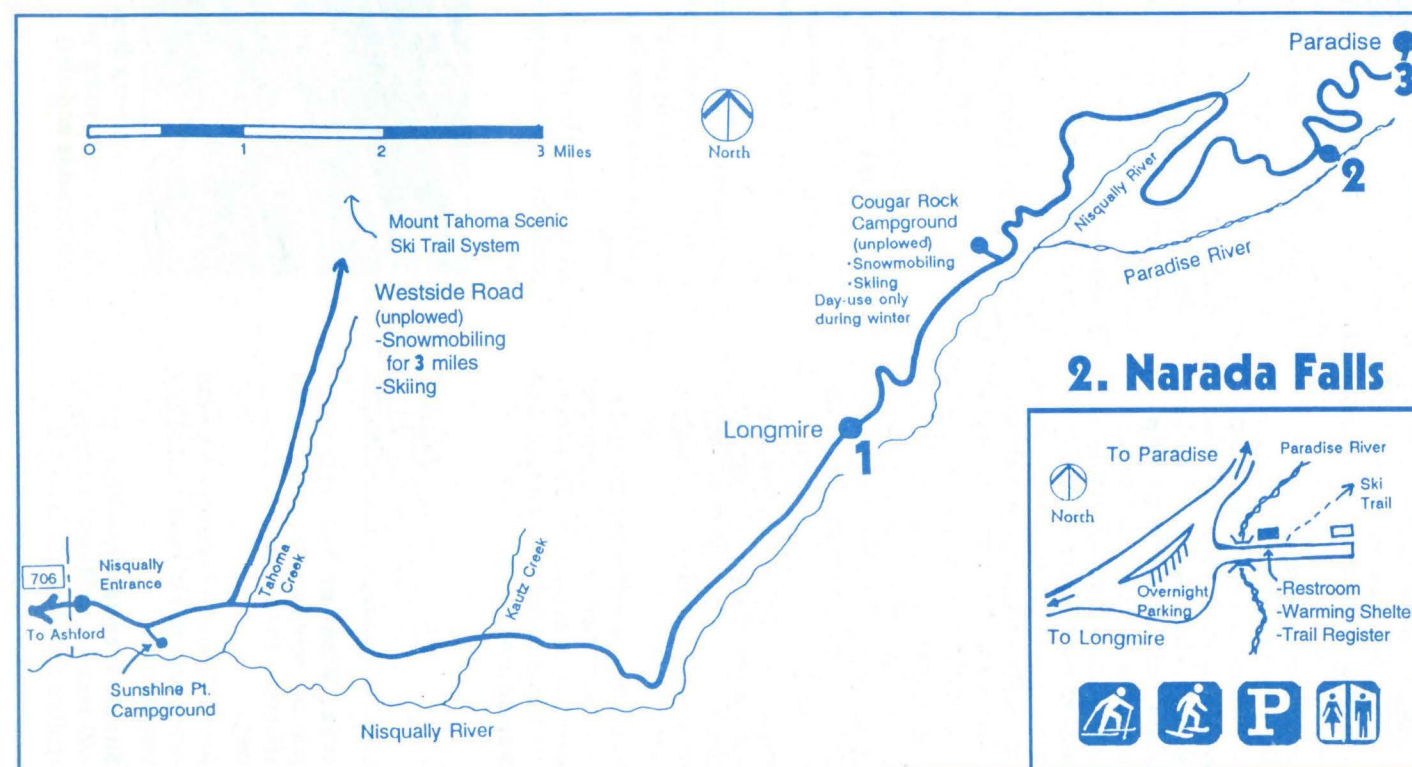 Paradise
3
2
0 1 2 3 Miles
North
Mount Tahoma Scenic
Ski Trail System
Westside Road
(unplowed)
-Snowmobiling
for 3 miles
-Skiing
Cougar Rock
Campground
(unplowed)
•Snowmobiling
•Skiing
Day-use only
during winter
Nisqually River
Paradise River
Longmire
1
706
Nisqually
Entrance
To Ashford
Sunshine Pt.
Campground
Tahoma
Creek
Kautz Creek
Nisqually River
2. Narada Falls
To Paradise
Paradise River
North
Ski
Trail
Overnight
Parking
To Longmire
-Restroom
-Warming Shelte
-Trail Register
P